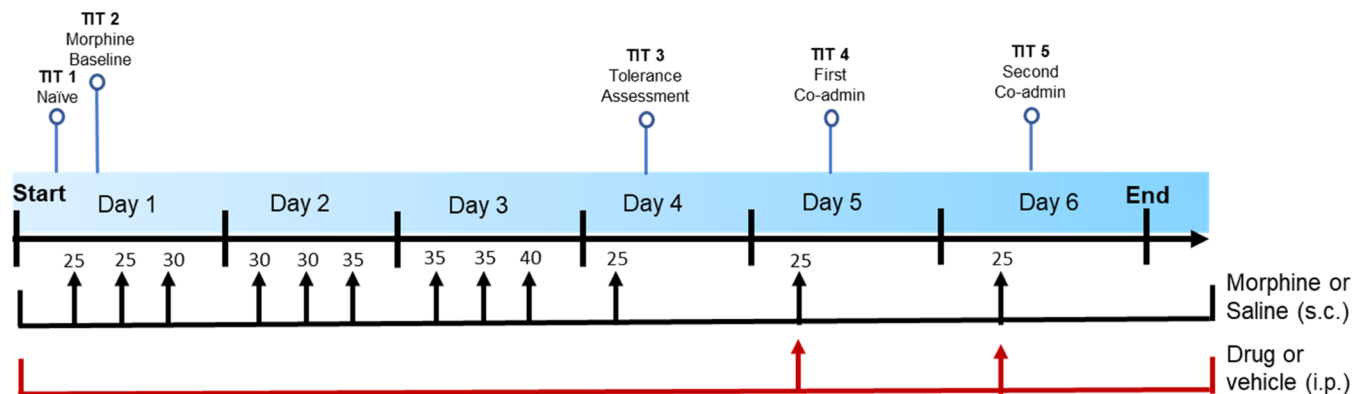 TIT 2
Morphine
Baseline
TIT 1
Naïve
TIT 3
Tolerance
Assessment
TIT 4
First
Co-admin
TIT 5
Second
Co-admin
Start
Day 1
Day 2
Day 3
Day 4
Day 5
Day 6
End
25 25 30 30 30 35 35 35 40 25 25 25
Morphine or
Saline (s.c.)
Drug or
vehicle (i.p.)